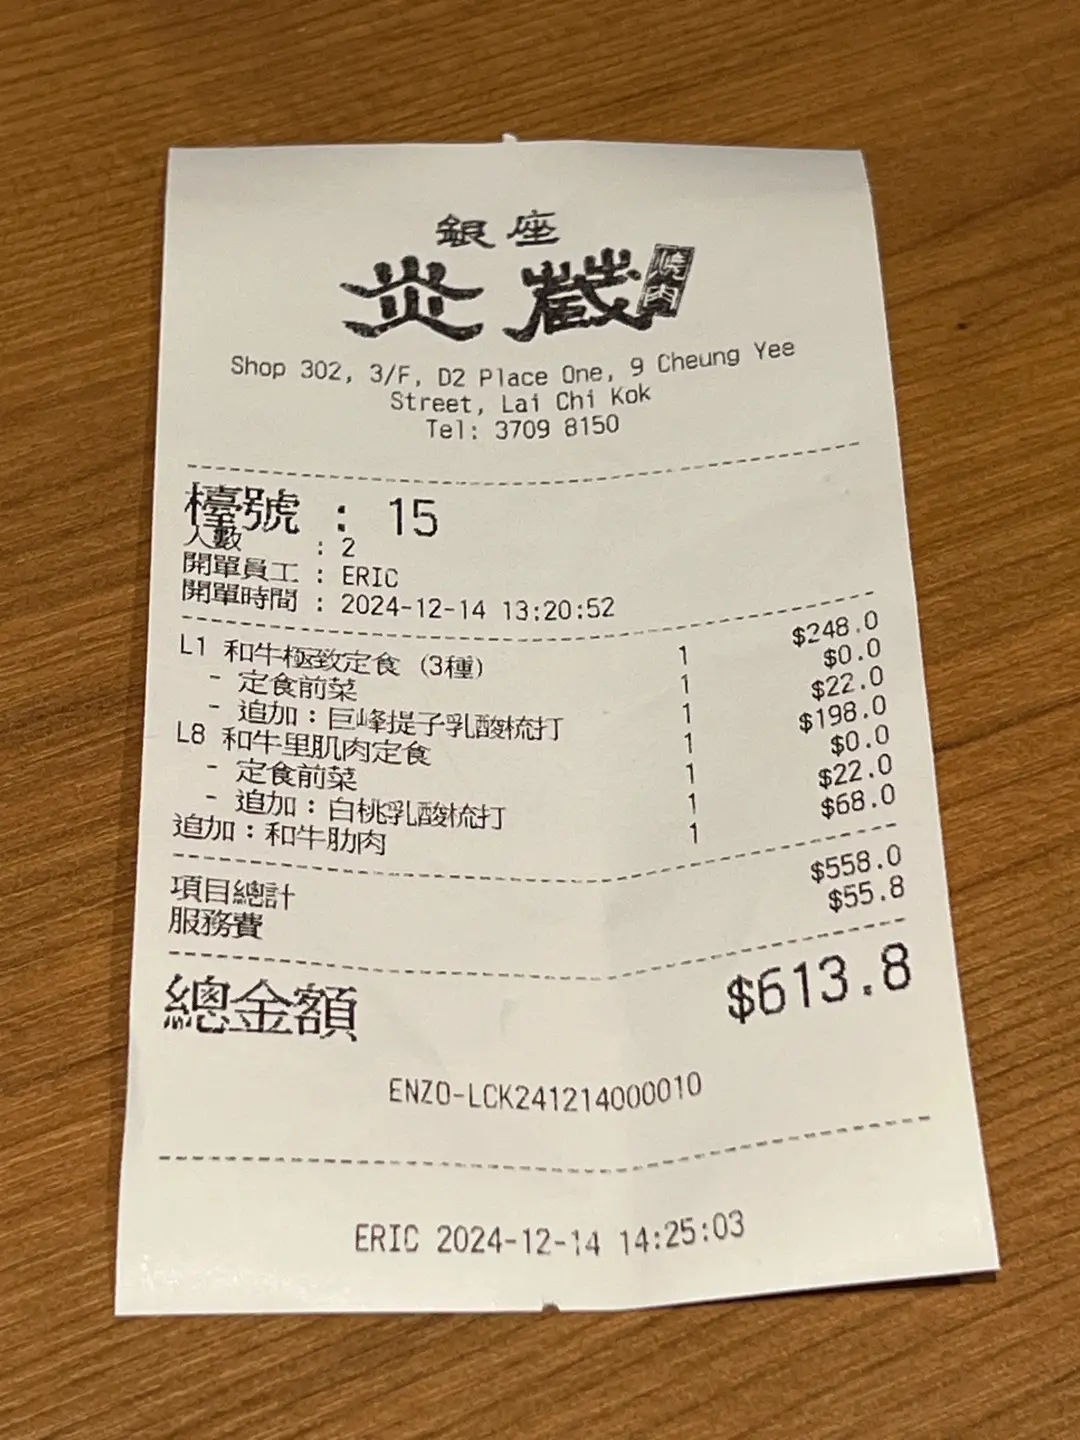 銀座
炎蔵 燒肉
Shop 302, 3/F, D2 Place One, 9 Cheung Yee
Street, Lai Chi Kok
Tel: 3709 8150
檯號 : 15
人數 : 2
開單員工 : ERIC
開單時間 : 2024-12-14 13:20:52
L1 和牛極致定食 (3種) 1 $248.0
- 定食前菜 1 $0.0
- 追加：巨峰提子乳酸梳打 1 $22.0
L8 和牛里肌肉定食 1 $198.0
- 定食前菜 1 $0.0
- 追加：白桃乳酸梳打 1 $22.0
追加：和牛肋肉 1 $68.0
項目總計 $558.0
服務費 $55.8
總金額 $613.8
ENZO-LCK241214000010
ERIC 2024-12-14 14:25:03